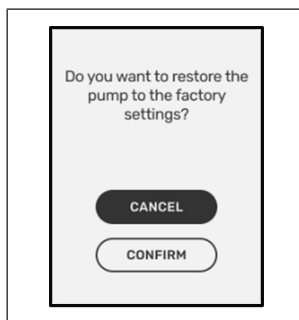 Do you want to restore the
pump to the factory
settings?
CANCEL
CONFIRM